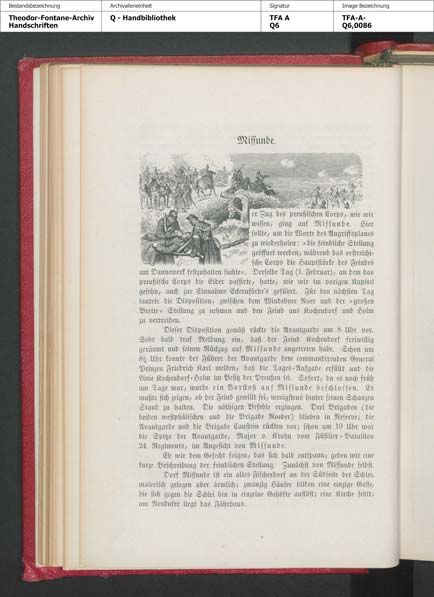 Bestandsbezeichnung
Theodor-Fontane-Archiv
Handschriften
Archivalieneinheit
Q - Handbibliothek
Signatur
TFA A
Q6
Image-Bezeichnung
TFA-A-
Q6,0086
Missunde.
er Zug des preußischen Corps, wie wir
wissen, ging auf Missunde. Hier
sollte, um die Worte des Angriffsplanes
zu wiederholen: »die feindliche Stellung
geöffnet werden, während das oestreichi-
sche Corps die Hauptstärke des Feindes
am Dannewerk festzuhalten suchte«. Derselbe Tag (1. Februar), an dem das
preußische Corps die Eider passirte, hatte, wie wir im vorigen Kapitel
gesehn, auch zur Einnahme Eckernförde's geführt. Für den nächsten Tag
lautete die Disposition, zwischen dem Windebyer Noer und der »großen
Breite« Stellung zu nehmen und den Feind aus Kochendorf und Holm
zu vertreiben.
Dieser Disposition gemäß rückte die Avantgarde um 8 Uhr vor.
Sehr bald traf Meldung ein, daß der Feind Kochendorf freiwillig
geräumt und seinen Rückzug auf Missunde angetreten habe. Schon um
8½ Uhr konnte der Führer der Avantgarde dem commandirenden General
Prinzen Friedrich Karl melden, daß die Tages-Aufgabe erfüllt und die
Linie Kochendorf-Holm im Besitz der Preußen sei. Sofort, da es noch früh
am Tage war, wurde ein Vorstoß auf Missunde beschlossen. Es
mußte sich zeigen, ob der Feind gewillt sei, wenigstens hinter seinen Schanzen
Stand zu halten. Die nöthigen Befehle ergingen. Drei Brigaden (die
beiden westphälischen und die Brigade Roeder) blieben in Reserve; die
Avantgarde und die Brigade Canstein rückten vor; schon um 10 Uhr war
die Spitze der Avantgarde, Major v. Krohn vom Füsilier-Bataillon
24. Regiments, im Angesicht von Missunde.
Eh wir dem Gefecht folgen, das sich bald entspann, geben wir eine
kurze Beschreibung der feindlichen Stellung. Zunächst von Missunde selbst.
Dorf Missunde ist ein altes Fischerdorf an der Südseite der Schlei,
malerisch gelegen aber ärmlich; zwanzig Häuser bilden eine einzige Gasse,
die sich gegen die Schlei hin in einzelne Gehöfte auflöst; eine Kirche fehlt;
am Nordufer liegt das Fährhaus.